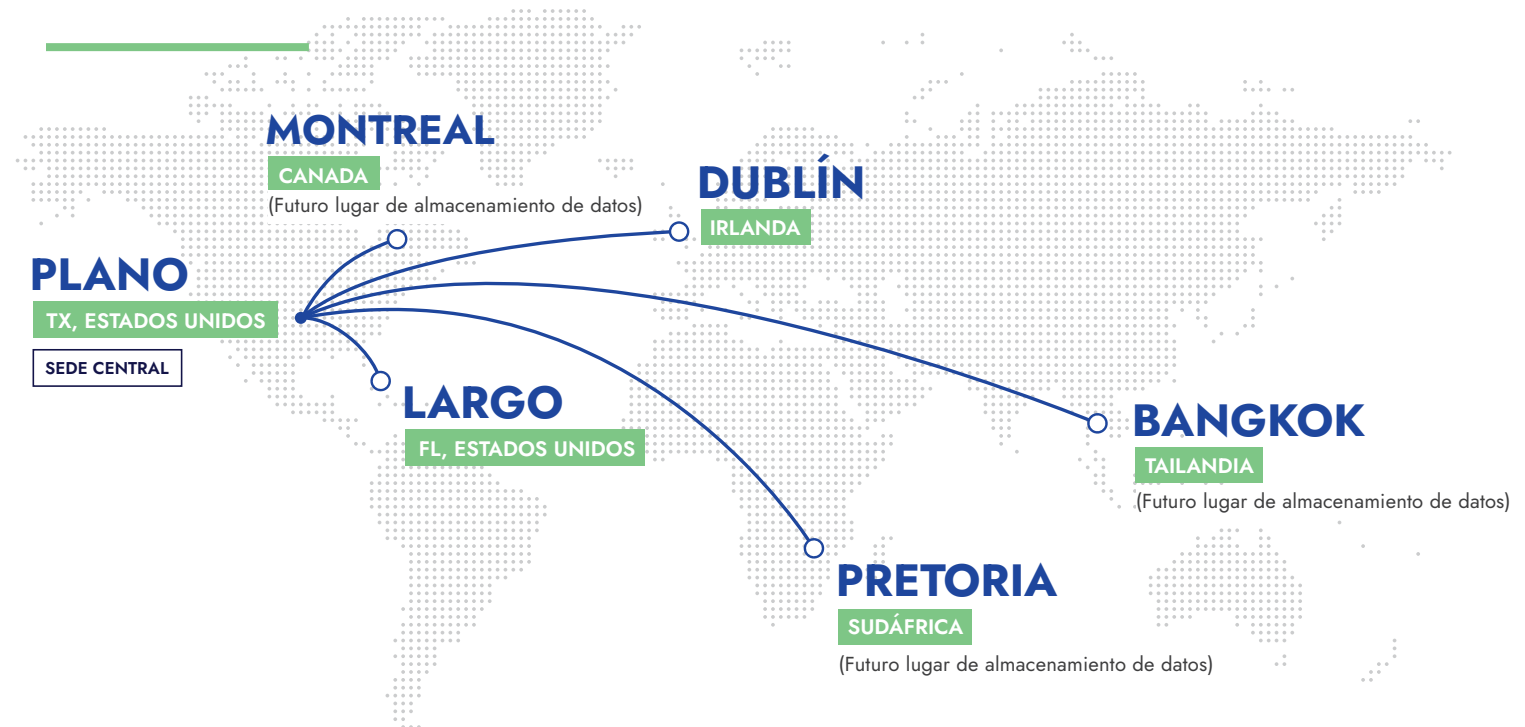 MONTREAL
CANADA
(Futuro lugar de almacenamiento de datos)
DUBLÍN
IRLANDA
PLANO
TX, ESTADOS UNIDOS
SEDE CENTRAL
LARGO
FL, ESTADOS UNIDOS
BANGKOK
TAILANDIA
(Futuro lugar de almacenamiento de datos)
PRETORIA
SUDÁFRICA
(Futuro lugar de almacenamiento de datos)